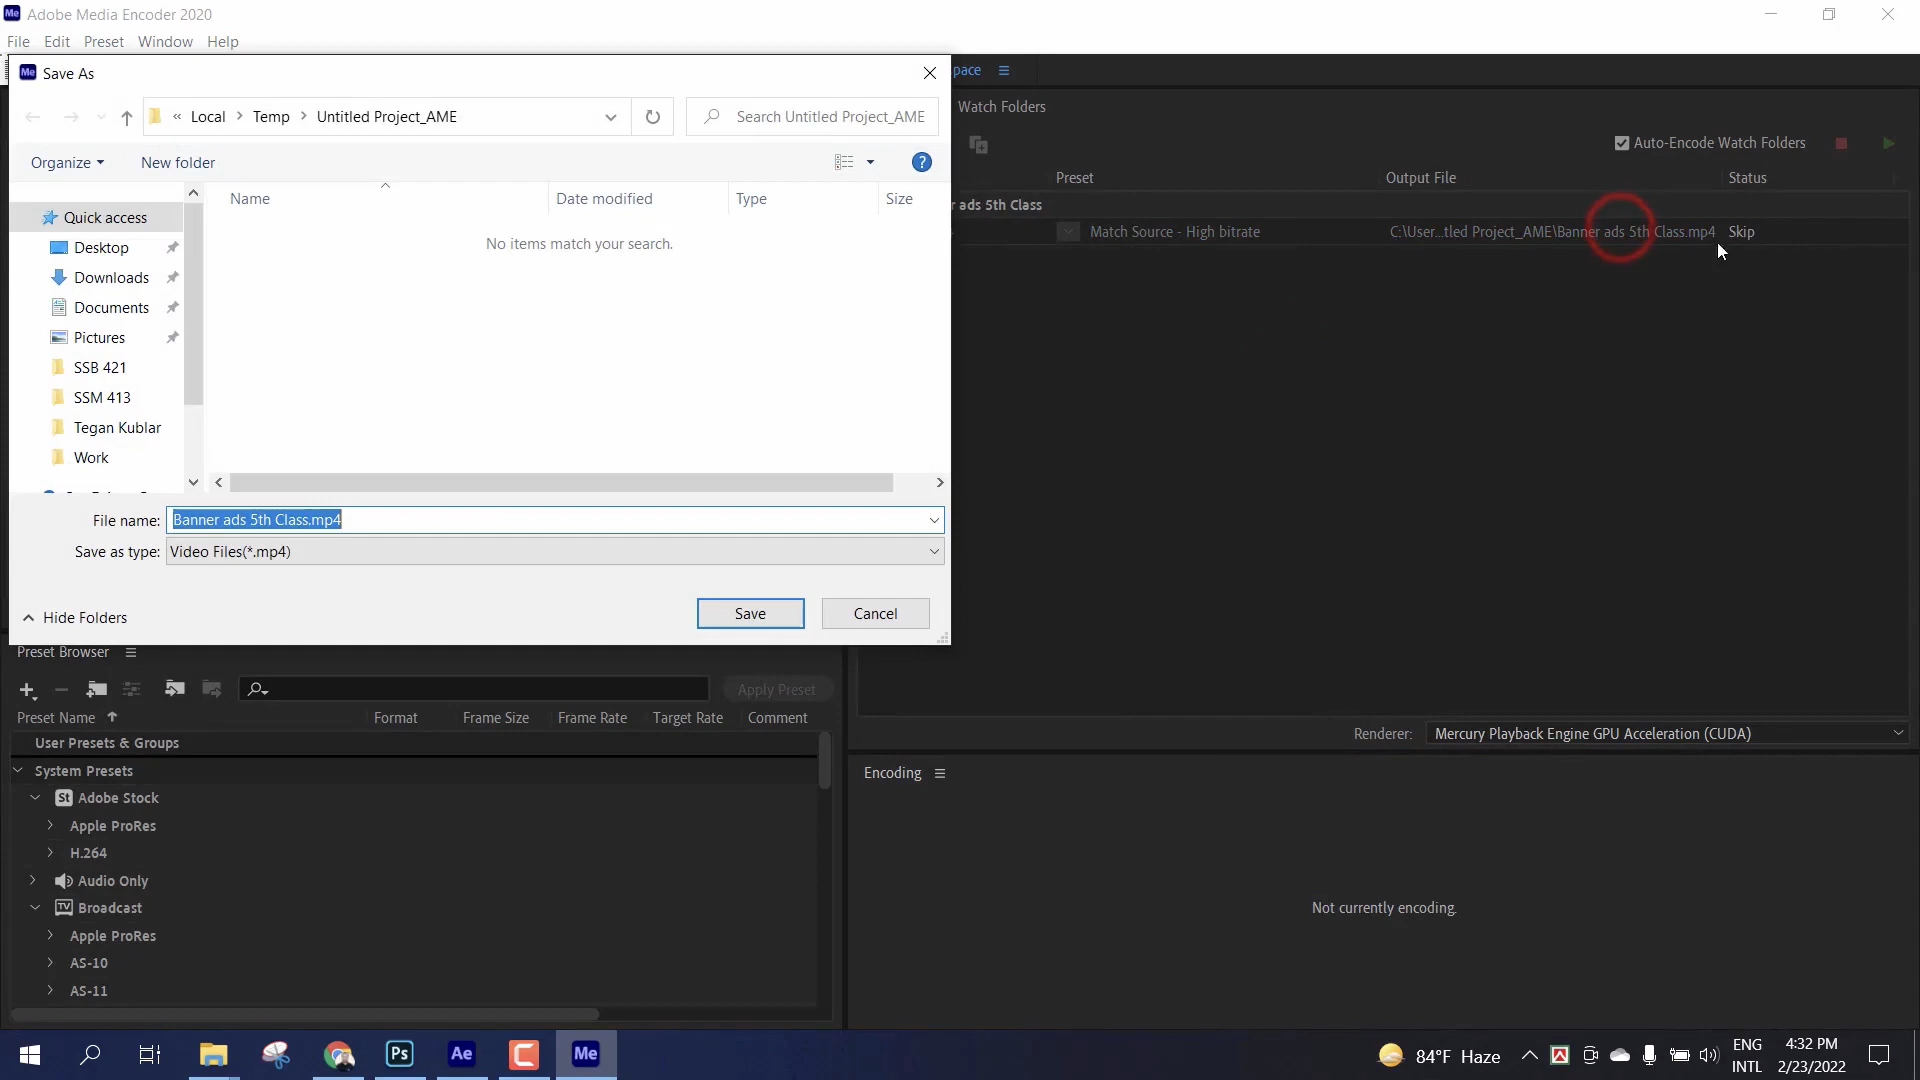 Me Adobe Media Encoder 2020
File Edit Preset Window Help
Me Save As
pace
« Local > Temp > Untitled Project_AME
Search Untitled Project_AME
Watch Folders
Organize
New folder
?
Auto-Encode Watch Folders
Name
Date modified
Type
Size
Preset
Output File
Status
Quick access
Desktop
Downloads
Documents
Pictures
SSB 421
SSM 413
Tegan Kublar
Work
No items match your search.
r ads 5th Class
Match Source - High bitrate
C:\User...tled Project_AME\Banner ads 5th Class.mp4
Skip
File name: Banner ads 5th Class.mp4
Save as type: Video Files(*.mp4)
Hide Folders
Save
Cancel
Preset Browser
Apply Preset
Preset Name
Format
Frame Size
Frame Rate
Target Rate
Comment
User Presets & Groups
System Presets
St Adobe Stock
Apple ProRes
H.264
Audio Only
TV Broadcast
Apple ProRes
AS-10
AS-11
Renderer: Mercury Playback Engine GPU Acceleration (CUDA)
Encoding
Not currently encoding.
Ps
Ae
Me
84°F Haze
ENG
INTL
4:32 PM
2/23/2022